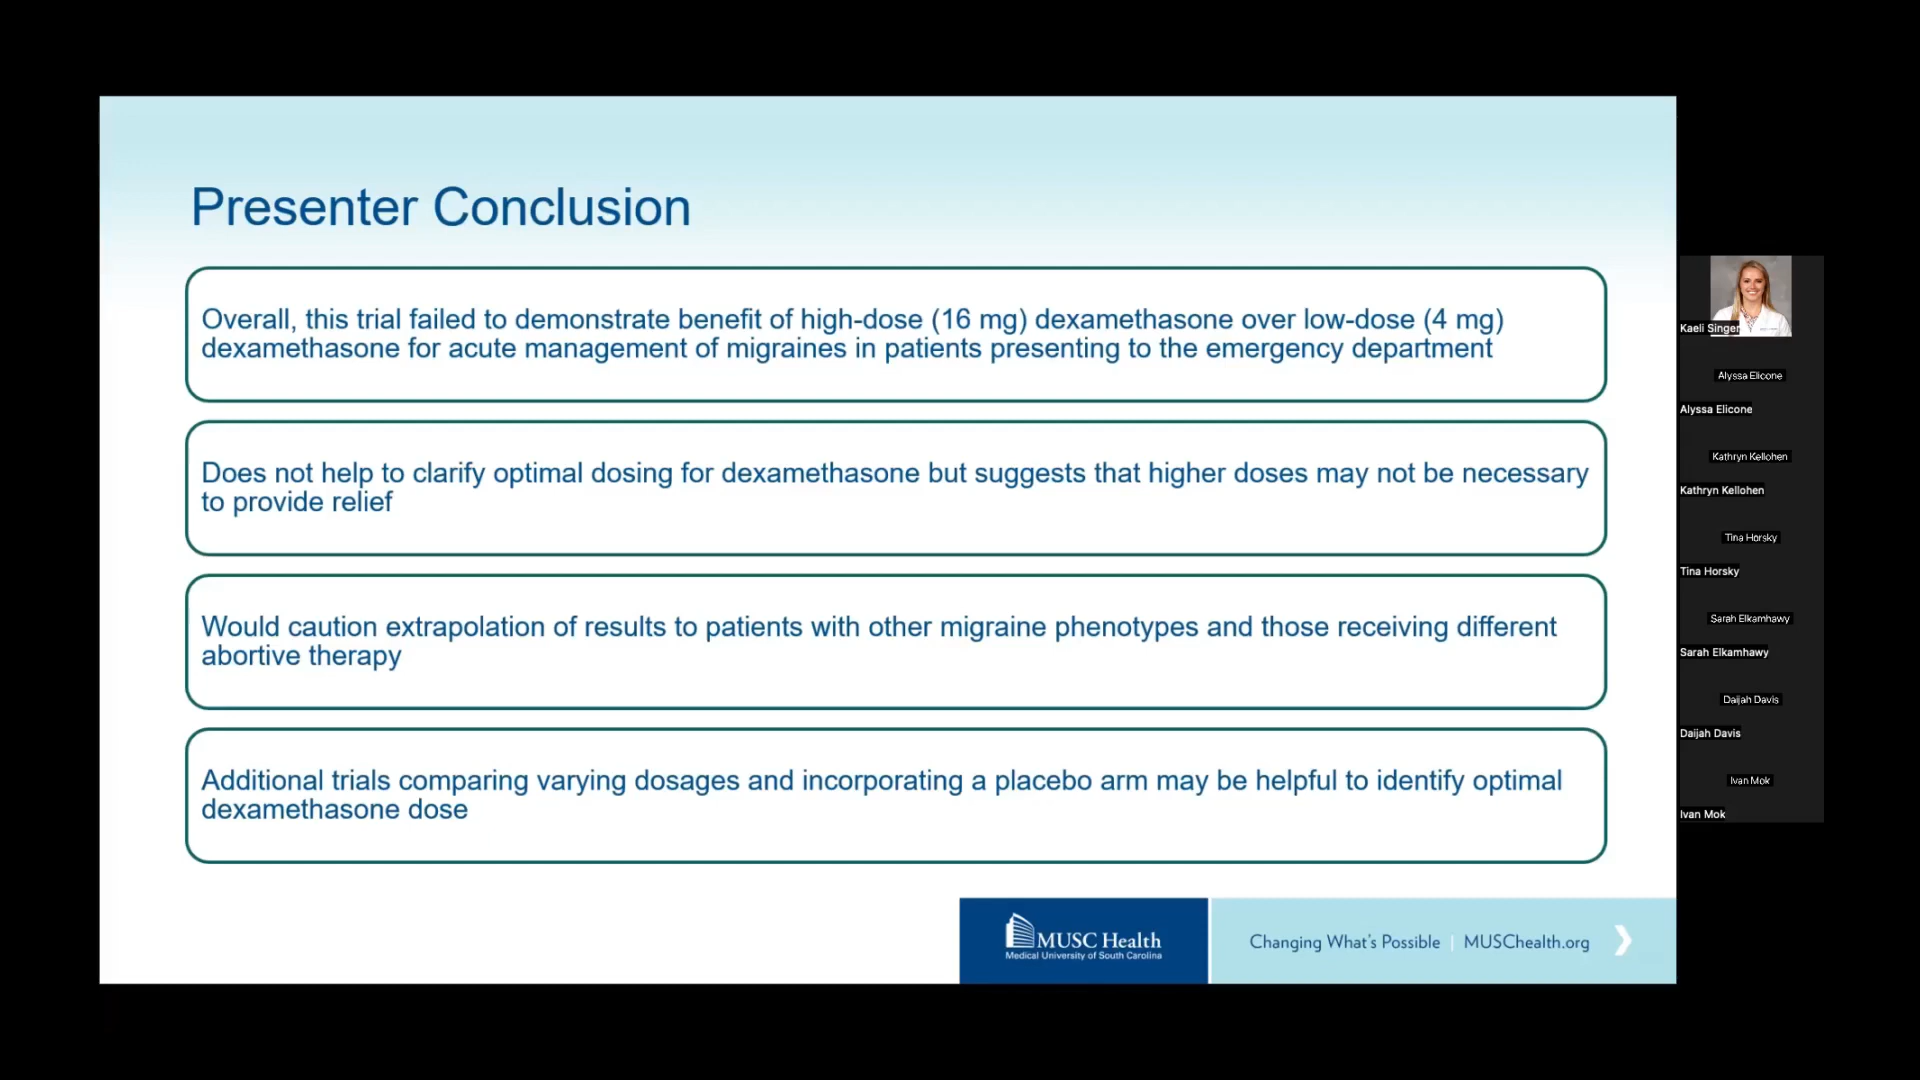 Presenter Conclusion
Overall, this trial failed to demonstrate benefit of high-dose (16 mg) dexamethasone over low-dose (4 mg)
dexamethasone for acute management of migraines in patients presenting to the emergency department
Does not help to clarify optimal dosing for dexamethasone but suggests that higher doses may not be necessary
to provide relief
Would caution extrapolation of results to patients with other migraine phenotypes and those receiving different
abortive therapy
Additional trials comparing varying dosages and incorporating a placebo arm may be helpful to identify optimal
dexamethasone dose
MUSC Health
Medical University of South Carolina
Changing What's Possible | MUSChealth.org
Kaeli Singer
Alyssa Elicone
Alyssa Elicone
Kathryn Kellohen
Kathryn Kellohen
Tina Horsky
Tina Horsky
Sarah Elkamhawy
Sarah Elkamhawy
Daijah Davis
Daijah Davis
Ivan Mok
Ivan Mok